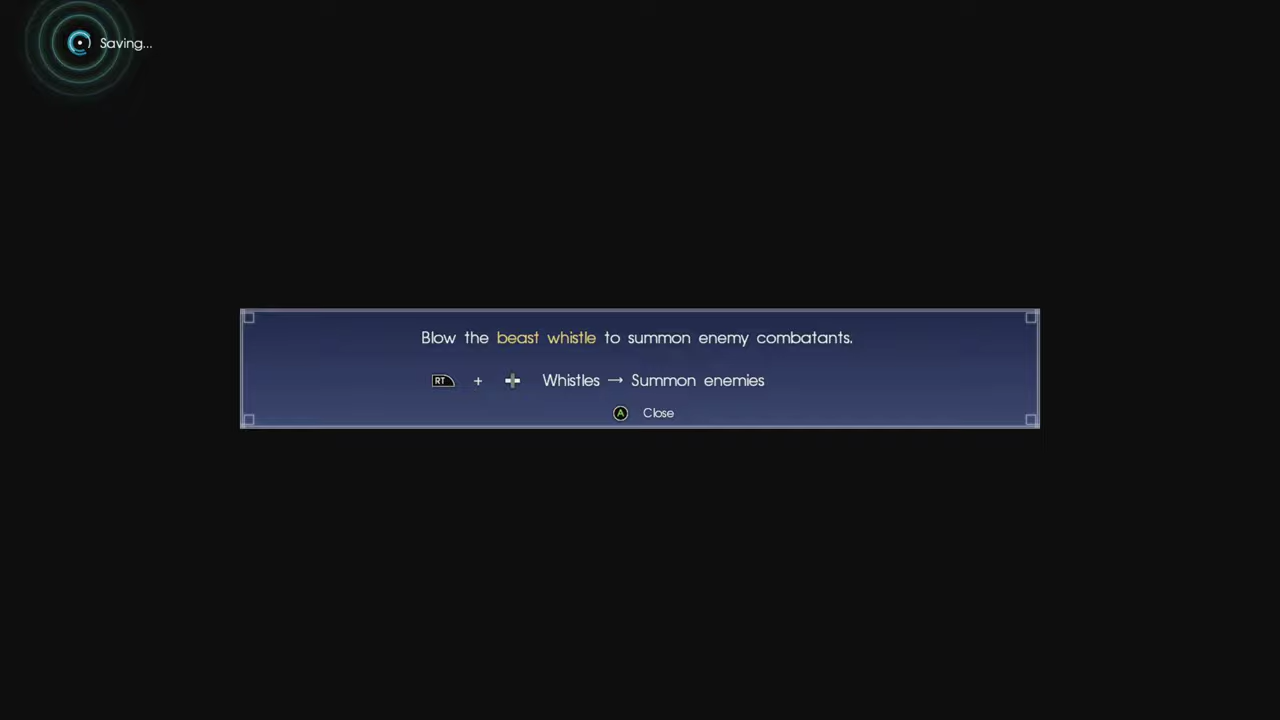 Saving...
Blow the beast whistle to summon enemy combatants.
RT + Whistles → Summon enemies
A Close